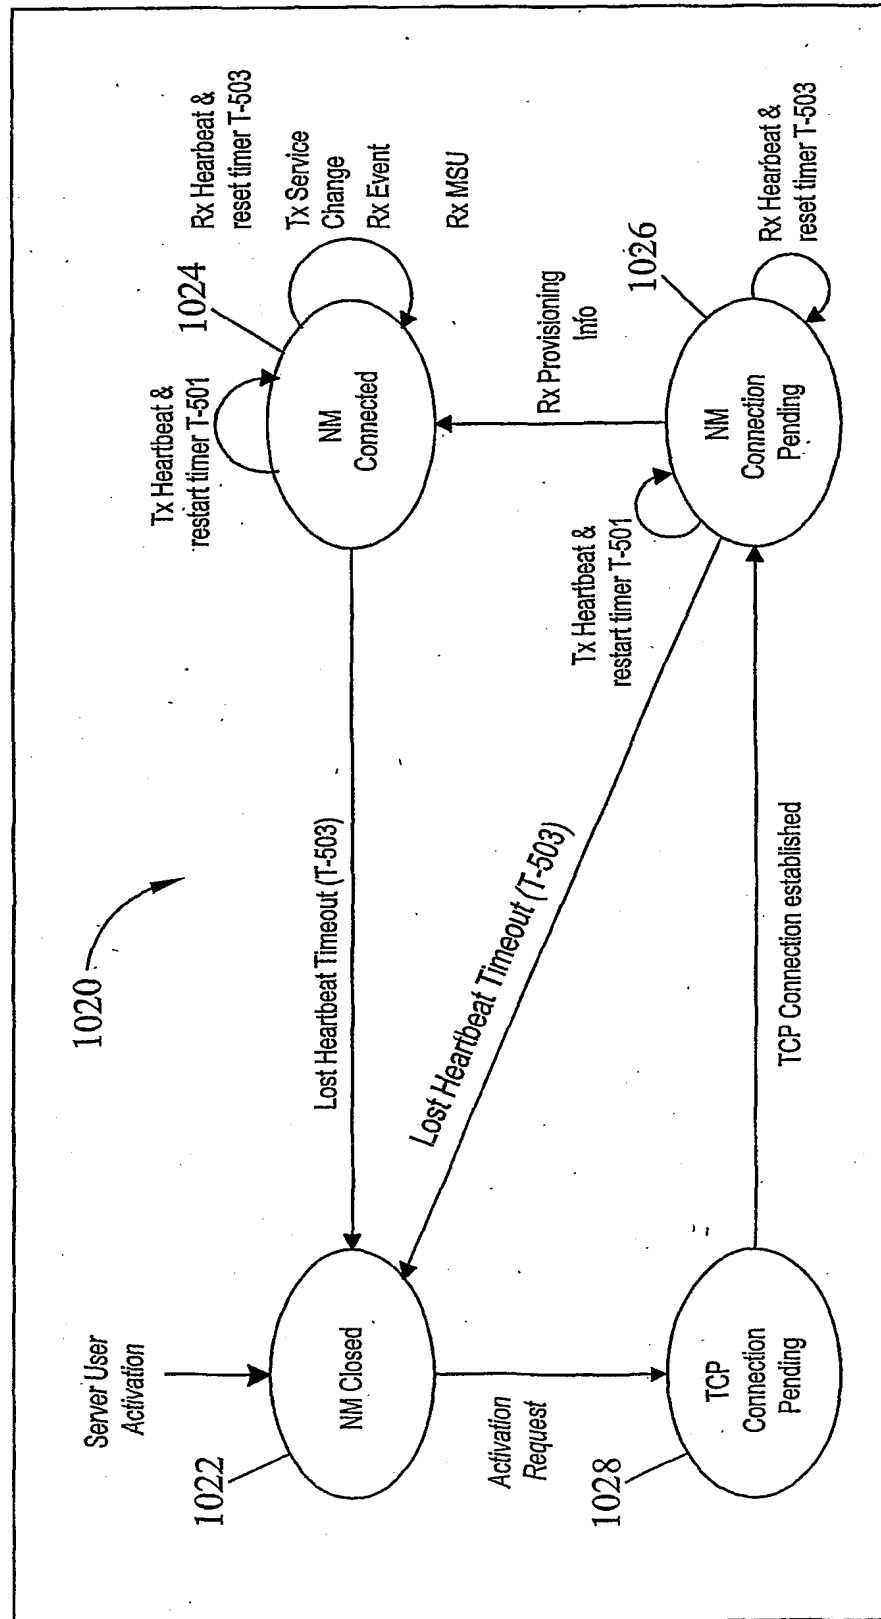 Server User
Activation
1022
NM Closed
Activation
Request
1028
TCP
Connection
Pending
1020
Lost Heartbeat Timeout (T-503)
Lost Heartbeat Timeout (T-503)
TCP Connection established
Tx Heartbeat &
restart timer T-501
1024
NM
Connected
Rx Hearbeat &
reset timer T-503
Tx Service
Change
Rx Event
Rx MSU
Rx Provisioning
Info
1026
Tx Heartbeat &
restart timer T-501
NM
Connection
Pending
Rx Hearbeat &
reset timer T-503